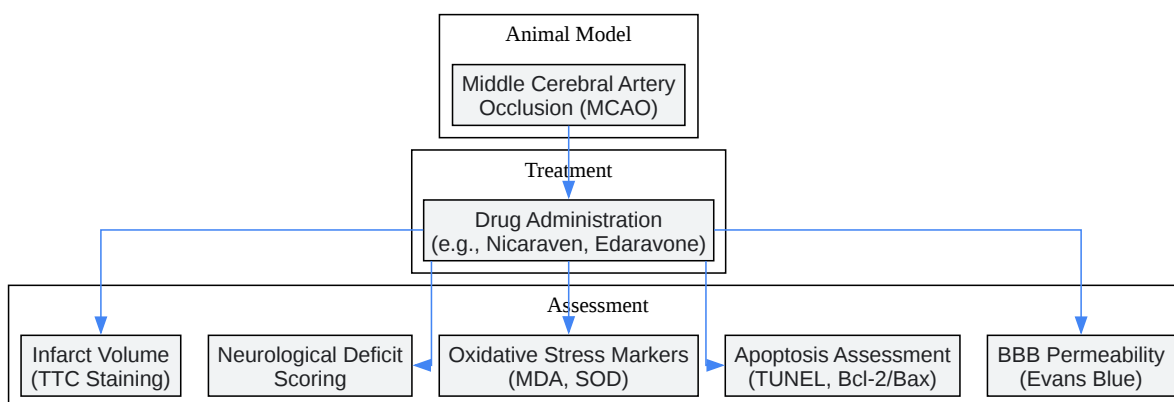 Animal Model
Middle Cerebral Artery
Occlusion (MCAO)
Treatment
Drug Administration
(e.g., Nicaraven, Edaravone)
Assessment
Infarct Volume
(TTC Staining)
Neurological Deficit
Scoring
Oxidative Stress Markers
(MDA, SOD)
Apoptosis Assessment
(TUNEL, Bcl-2/Bax)
BBB Permeability
(Evans Blue)